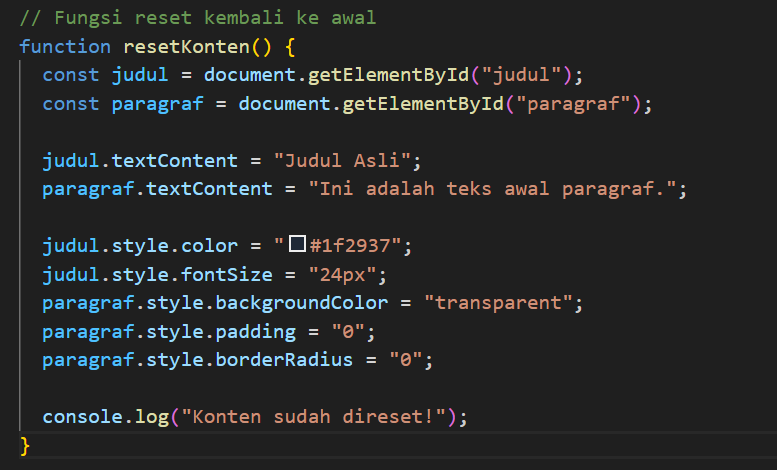 // Fungsi reset kembali ke awal
function resetKonten() {
  const judul = document.getElementById("judul");
  const paragraf = document.getElementById("paragraf");

  judul.textContent = "Judul Asli";
  paragraf.textContent = "Ini adalah teks awal paragraf.";

  judul.style.color = "#1f2937";
  judul.style.fontSize = "24px";
  paragraf.style.backgroundColor = "transparent";
  paragraf.style.padding = "0";
  paragraf.style.borderRadius = "0";

  console.log("Konten sudah direset!");
}